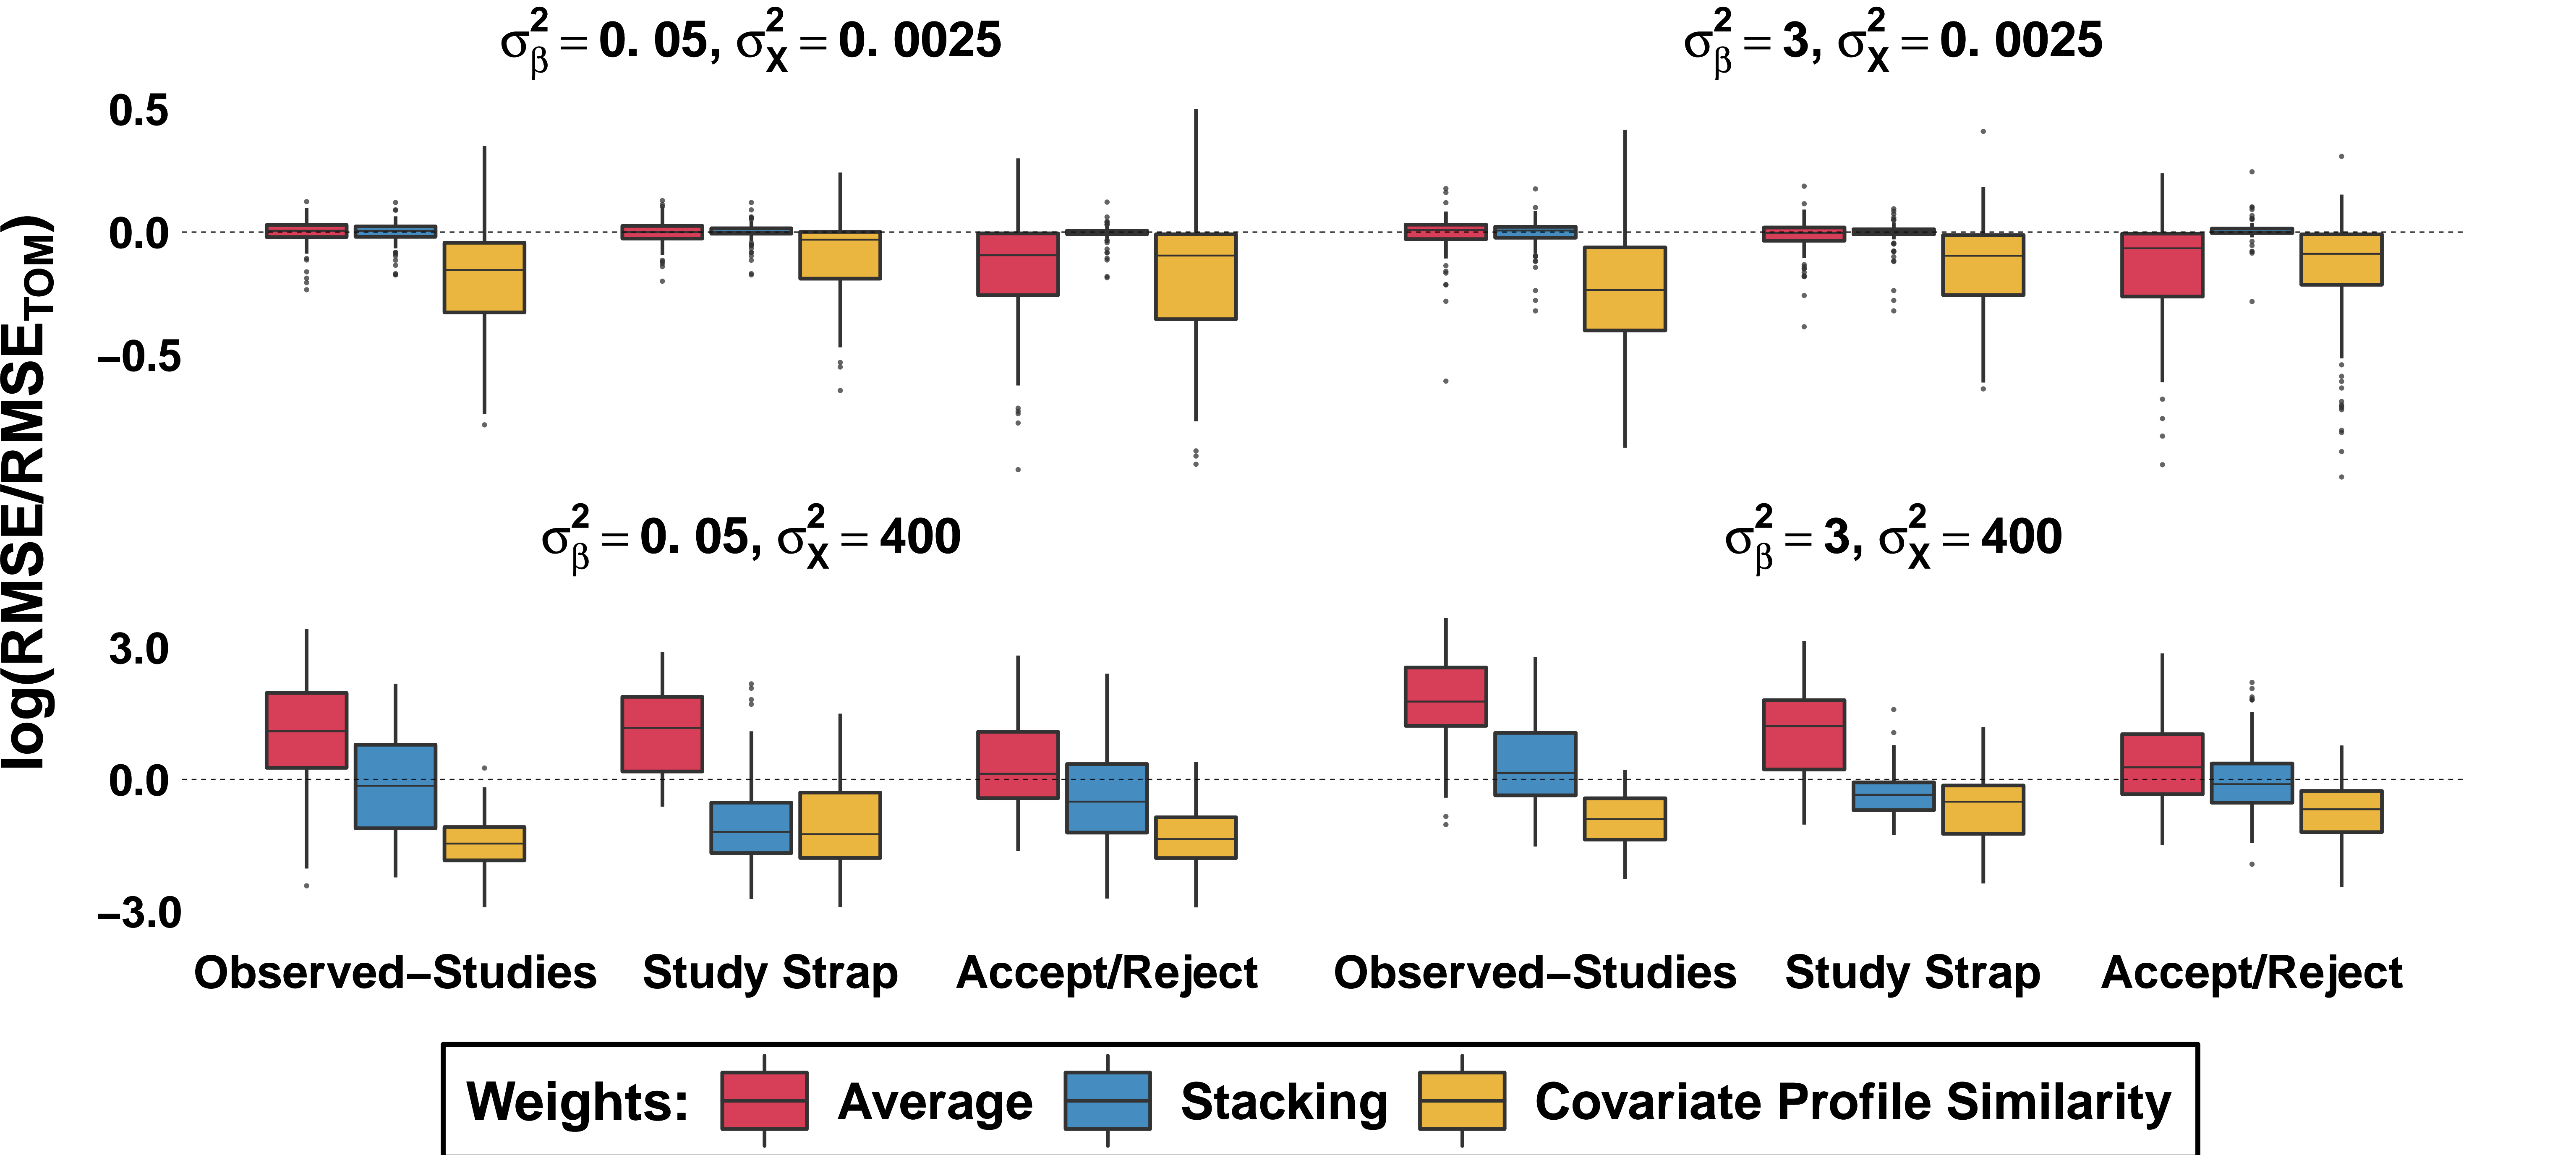 σ²β = 0. 05, σ²X = 0. 0025
σ²β = 3, σ²X = 0. 0025
0.5
0.0
−0.5
log(RMSE/RMSETOM)
σ²β = 0. 05, σ²X = 400
σ²β = 3, σ²X = 400
3.0
0.0
−3.0
Observed−Studies Study Strap Accept/Reject Observed−Studies Study Strap Accept/Reject
Weights: Average Stacking Covariate Profile Similarity